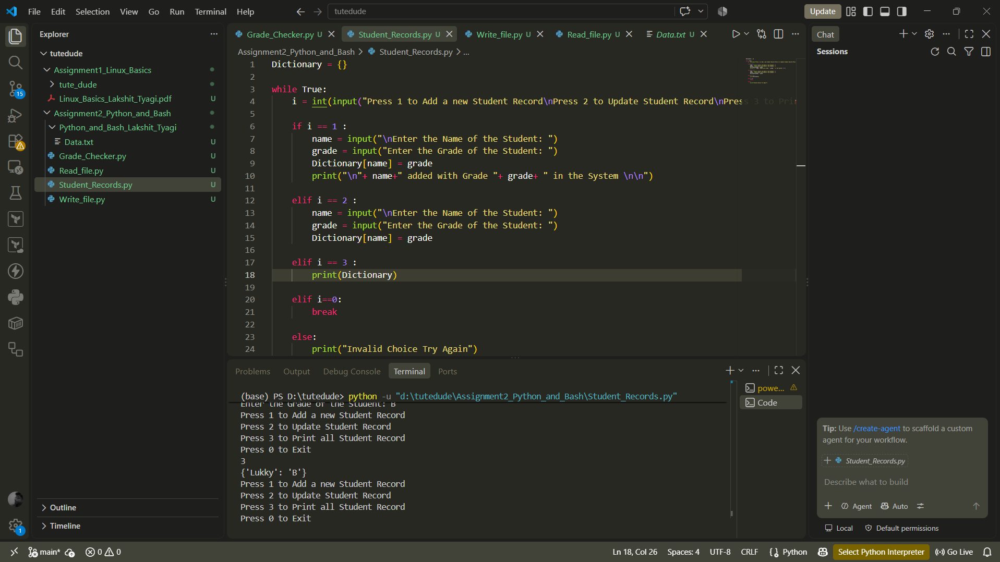 File Edit Selection View Go Run Terminal Help
tutedude
Update
Explorer
tutedude
Assignment1_Linux_Basics
tute_dude
Linux_Basics_Lakshit_Tyagi.pdf U
Assignment2_Python_and_Bash
Python_and_Bash_Lakshit_Tyagi
Data.txt U
Grade_Checker.py U
Read_file.py U
Student_Records.py U
Write_file.py U
15
Outline
Timeline
1
Grade_Checker.py U Student_Records.py U Write_file.py U Read_file.py U Data.txt U
Assignment2_Python_and_Bash > Student_Records.py > ...
1 Dictionary = {}
2
3 while True:
4 i = int(input("Press 1 to Add a new Student Record\nPress 2 to Update Student Record\nPress 3 to Pri
5
6 if i == 1 :
7 name = input("\nEnter the Name of the Student: ")
8 grade = input("Enter the Grade of the Student: ")
9 Dictionary[name] = grade
10 print("\n"+ name+" added with Grade "+ grade+ " in the System \n\n")
11
12 elif i == 2 :
13 name = input("\nEnter the Name of the Student: ")
14 grade = input("Enter the Grade of the Student: ")
15 Dictionary[name] = grade
16
17 elif i == 3 :
18 print(Dictionary)
19
20 elif i==0:
21 break
22
23 else:
24 print("Invalid Choice Try Again")
Problems Output Debug Console Terminal Ports
(base) PS D:\tutedude> python -u "d:\tutedude\Assignment2_Python_and_Bash\Student_Records.py"
Enter the Grade of the Student: B
Press 1 to Add a new Student Record
Press 2 to Update Student Record
Press 3 to Print all Student Record
Press 0 to Exit
3
{'Lukky': 'B'}
Press 1 to Add a new Student Record
Press 2 to Update Student Record
Press 3 to Print all Student Record
Press 0 to Exit
powe...
Code
Chat
Sessions
Tip: Use /create-agent to scaffold a custom
agent for your workflow.
Student_Records.py
Describe what to build
Agent Auto
Local Default permissions
main* 0 0 Ln 18, Col 26 Spaces: 4 UTF-8 CRLF Python Select Python Interpreter Go Live